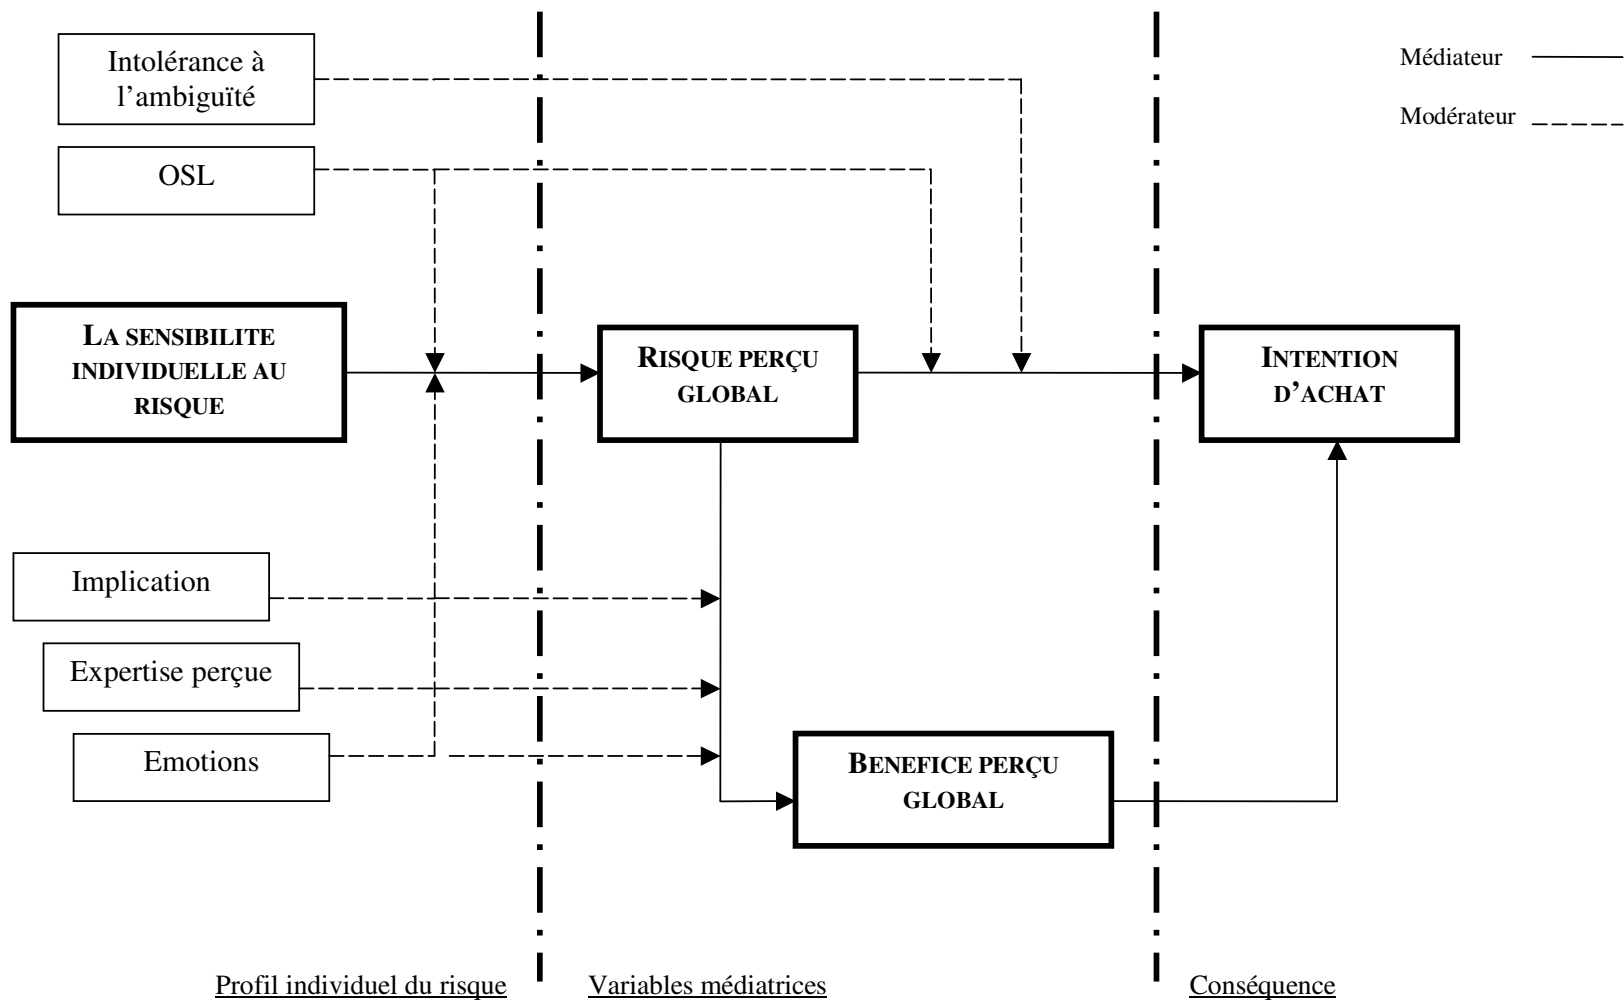 Intolérance à
l’ambiguïté
Médiateur
Modérateur
OSL
LA SENSIBILITE
INDIVIDUELLE AU
RISQUE
RISQUE PERÇU
GLOBAL
INTENTION
D’ACHAT
Implication
Expertise perçue
Emotions
BENEFICE PERÇU
GLOBAL
Profil individuel du risque
Variables médiatrices
Conséquence